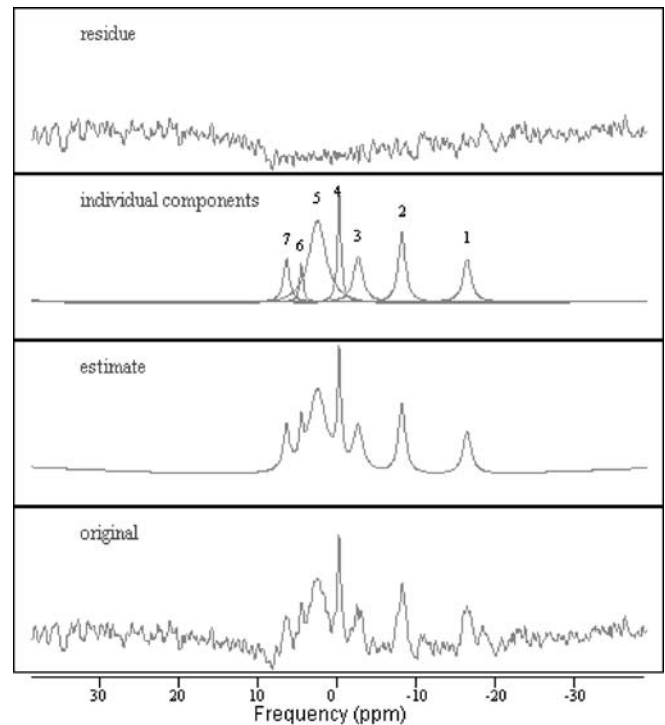 residue
individual components
7 6 5 4 3 2 1
estimate
original
30 20 10 0 -10 -20 -30
Frequency (ppm)